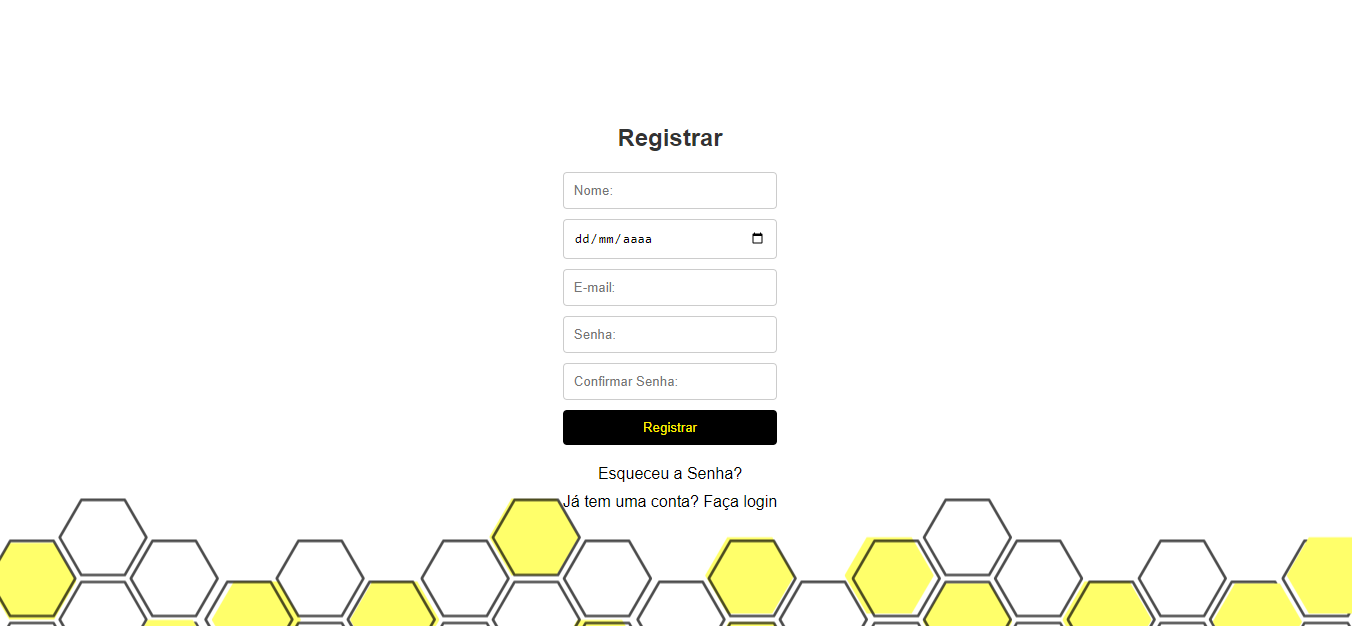 Registrar
Nome:
dd/mm/aaaa
E-mail:
Senha:
Confirmar Senha:
Registrar
Esqueceu a Senha?
Já tem uma conta? Faça login